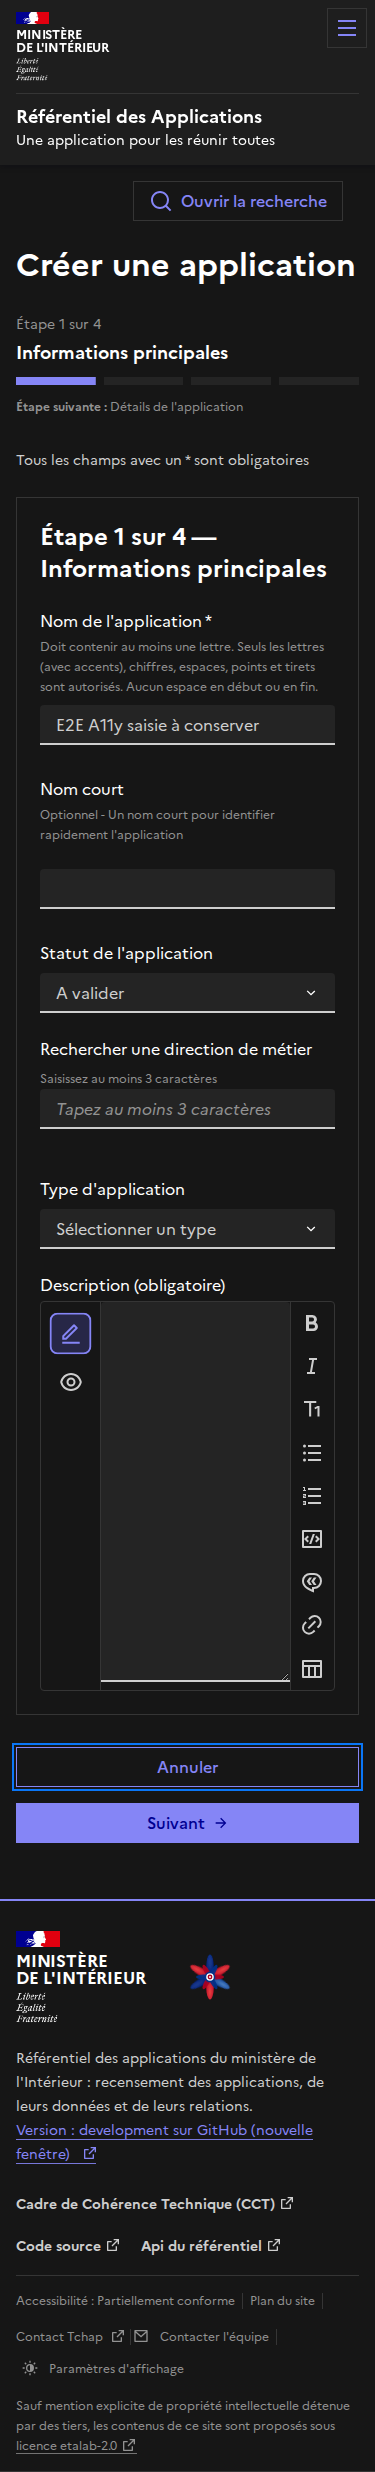 MINISTÈRE
DE L'INTÉRIEUR
Liberté
Égalité
Fraternité
Référentiel des Applications
Une application pour les réunir toutes
Ouvrir la recherche
Créer une application
Étape 1 sur 4
Informations principales
Étape suivante : Détails de l'application
Tous les champs avec un * sont obligatoires
Étape 1 sur 4 —
Informations principales
Nom de l'application *
Doit contenir au moins une lettre. Seuls les lettres
(avec accents), chiffres, espaces, points et tirets
sont autorisés. Aucun espace en début ou en fin.
E2E A11y saisie à conserver
Nom court
Optionnel - Un nom court pour identifier
rapidement l'application
Statut de l'application
A valider
Rechercher une direction de métier
Saisissez au moins 3 caractères
Tapez au moins 3 caractères
Type d'application
Sélectionner un type
Description (obligatoire)
Annuler
Suivant
MINISTÈRE
DE L'INTÉRIEUR
Liberté
Égalité
Fraternité
Référentiel des applications du ministère de
l'Intérieur : recensement des applications, de
leurs données et de leurs relations.
Version : development sur GitHub (nouvelle
fenêtre)
Cadre de Cohérence Technique (CCT)
Code source Api du référentiel
Accessibilité : Partiellement conforme Plan du site
Contact Tchap Contacter l'équipe
Paramètres d'affichage
Sauf mention explicite de propriété intellectuelle détenue
par des tiers, les contenus de ce site sont proposés sous
licence etalab-2.0